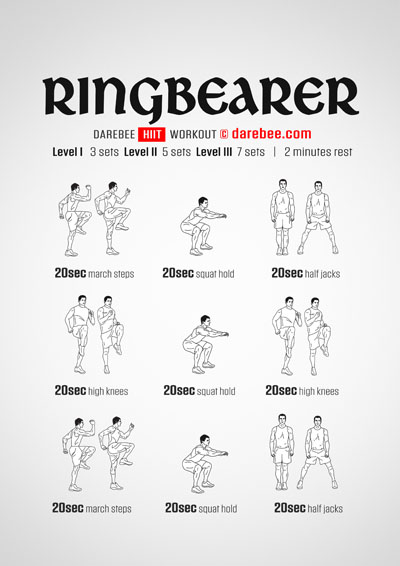 RINGBEARER
DAREBEE HIIT WORKOUT © darebee.com
Level I 3 sets Level II 5 sets Level III 7 sets | 2 minutes rest
20sec march steps 20sec squat hold 20sec half jacks
20sec high knees 20sec squat hold 20sec high knees
20sec march steps 20sec squat hold 20sec half jacks